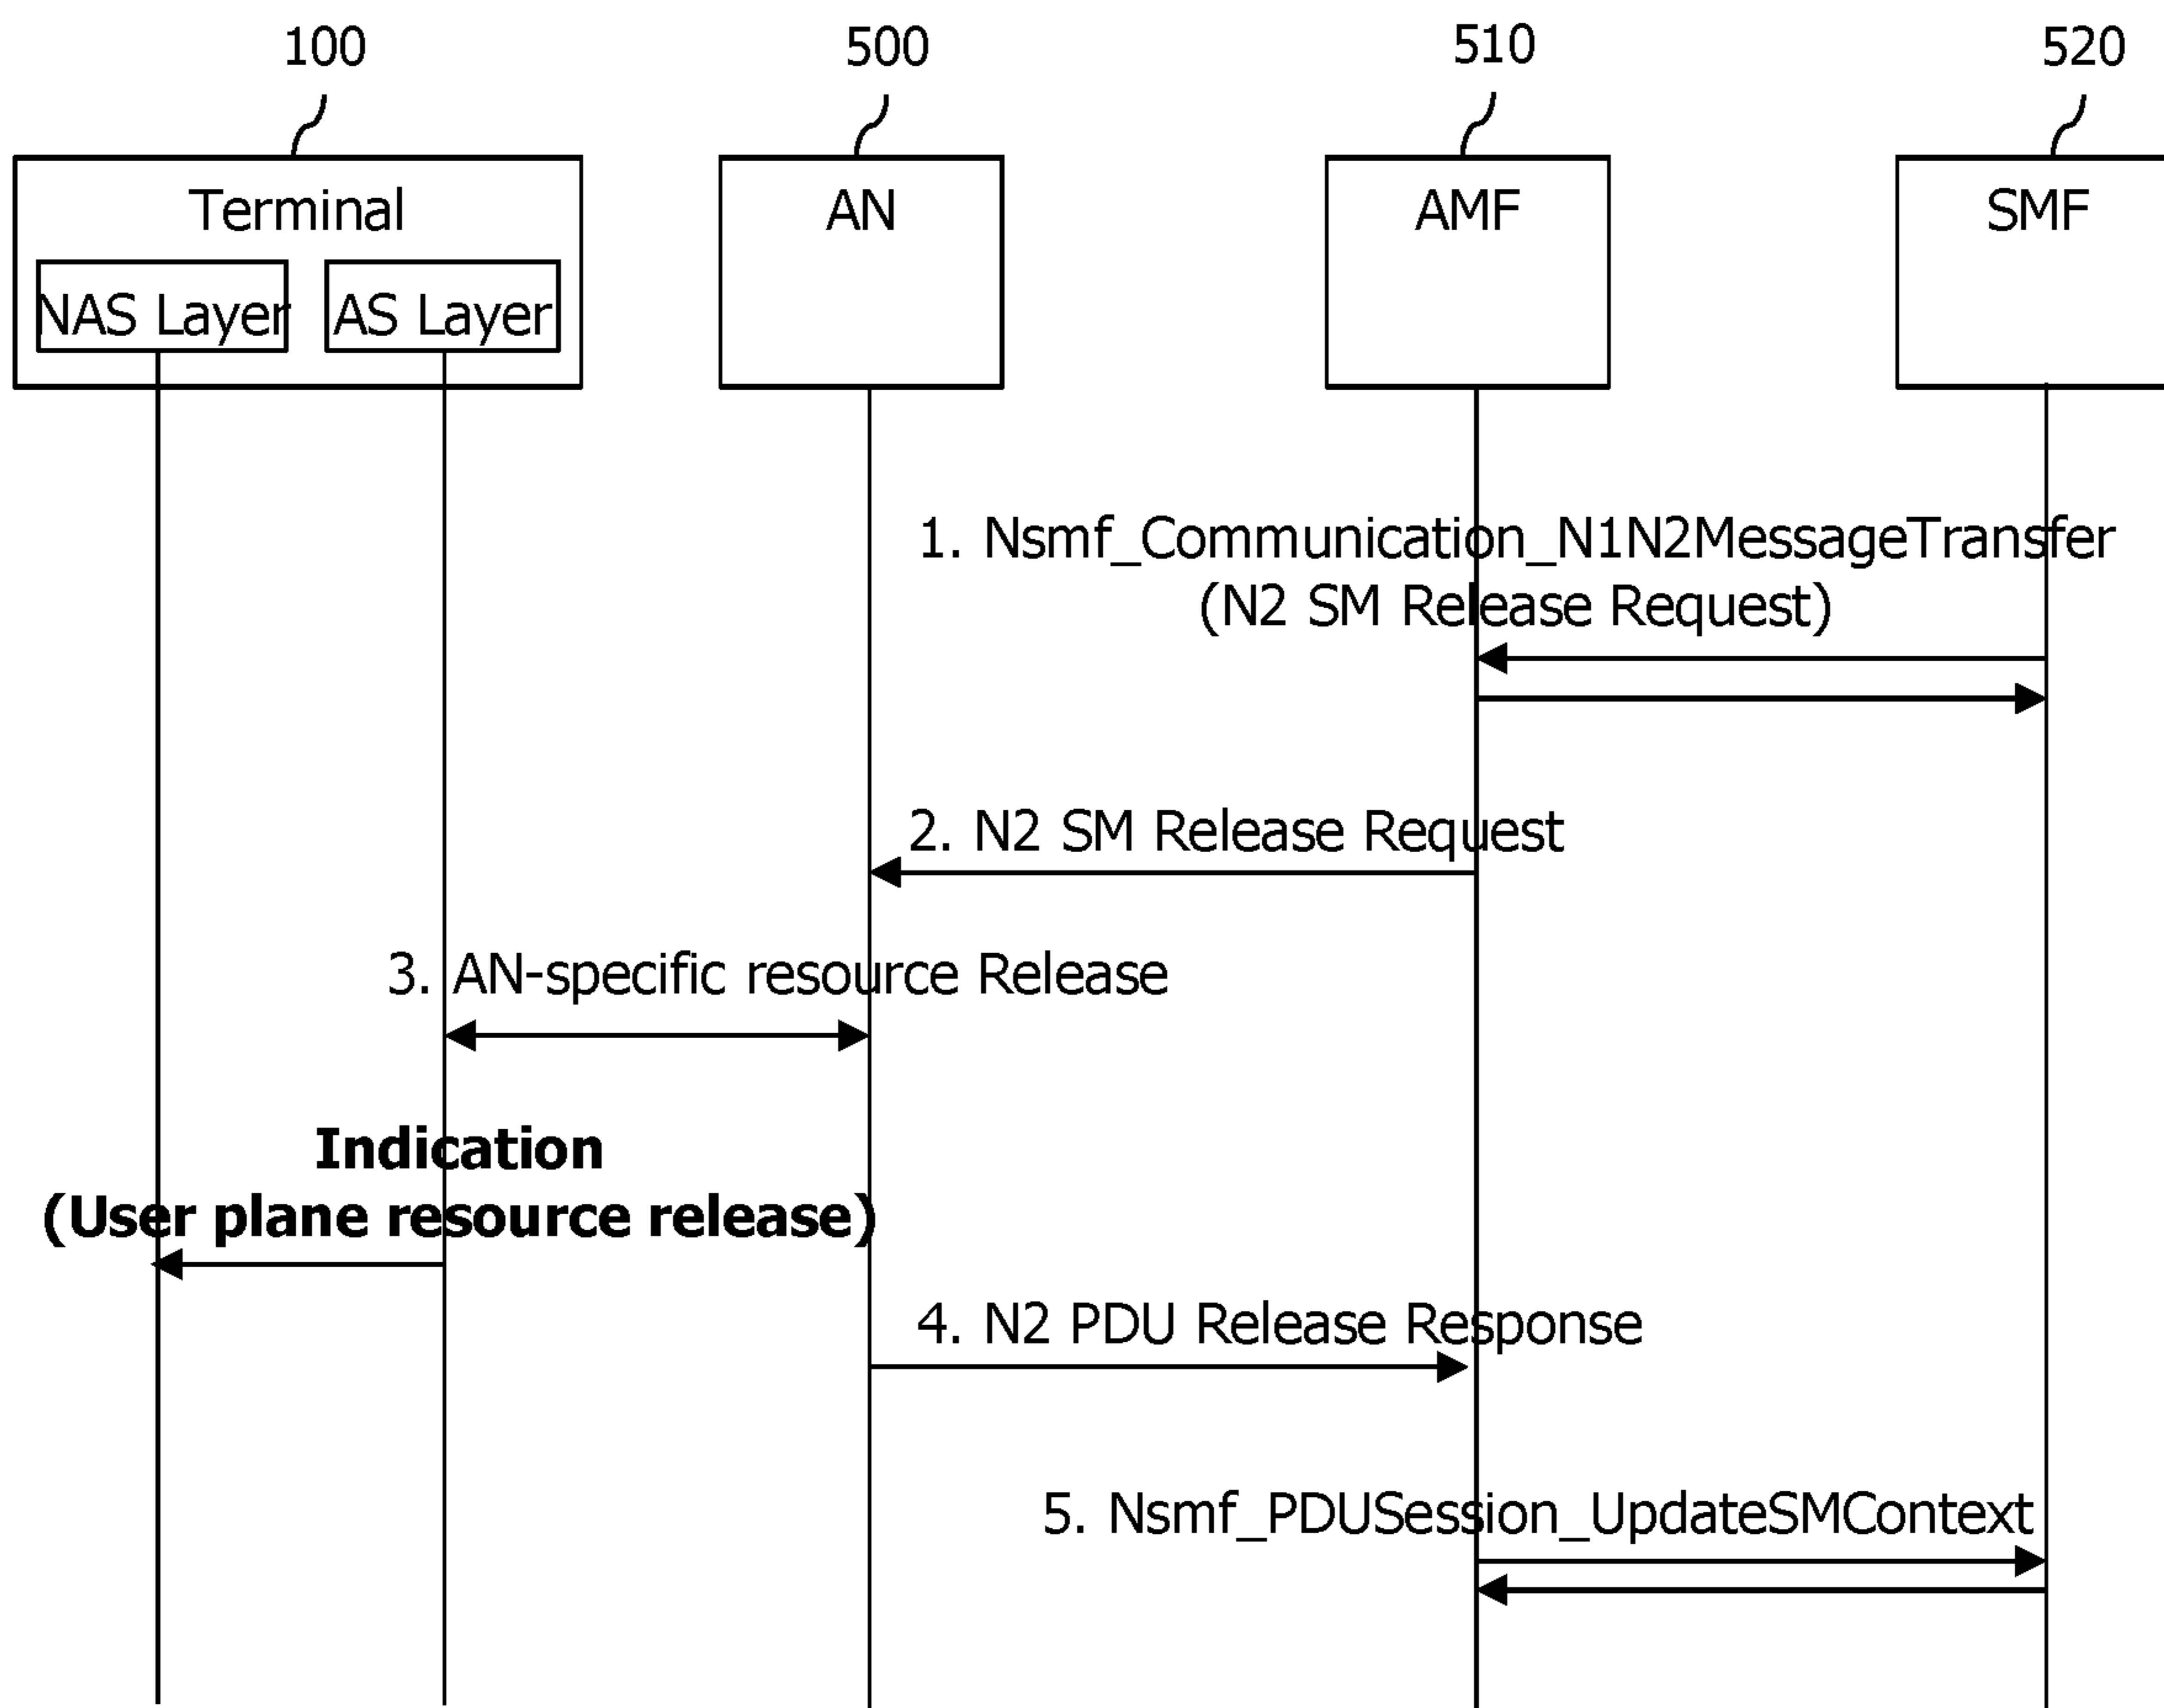 100
500
510
520
Terminal
AN
AMF
SMF
NAS Layer
AS Layer
1. Nsmf_Communication_N1N2MessageTransfer
(N2 SM Release Request)
2. N2 SM Release Request
3. AN-specific resource Release
Indication
(User plane resource release)
4. N2 PDU Release Response
5. Nsmf_PDUSession_UpdateSMContext